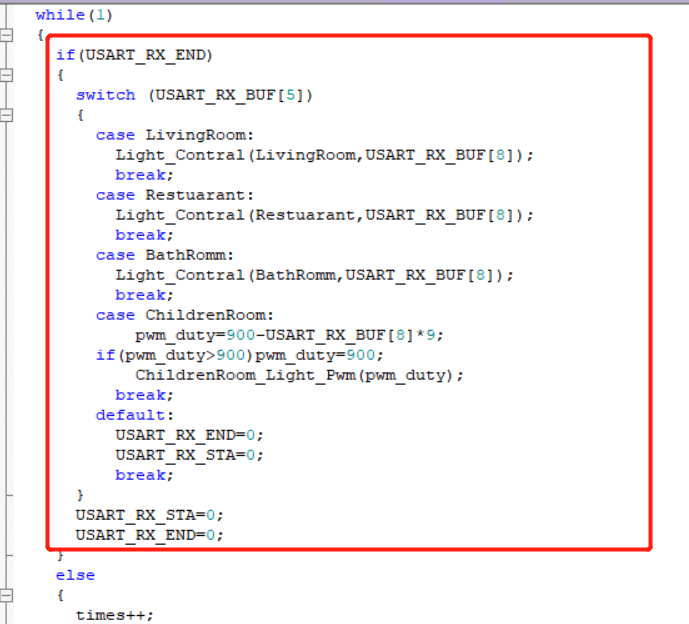 while(1)
{
if(USART_RX_END)
{
switch (USART_RX_BUF[5])
{
case LivingRoom:
Light_Contral(LivingRoom,USART_RX_BUF[8]);
break;
case Restuarant:
Light_Contral(Restuarant,USART_RX_BUF[8]);
break;
case BathRomm:
Light_Contral(BathRomm,USART_RX_BUF[8]);
break;
case ChildrenRoom:
pwm_duty=900-USART_RX_BUF[8]*9;
if(pwm_duty>900)pwm_duty=900;
ChildrenRoom_Light_Pwm(pwm_duty);
break;
default:
USART_RX_END=0;
USART_RX_STA=0;
break;
}
USART_RX_STA=0;
USART_RX_END=0;
}
else
{
times++;